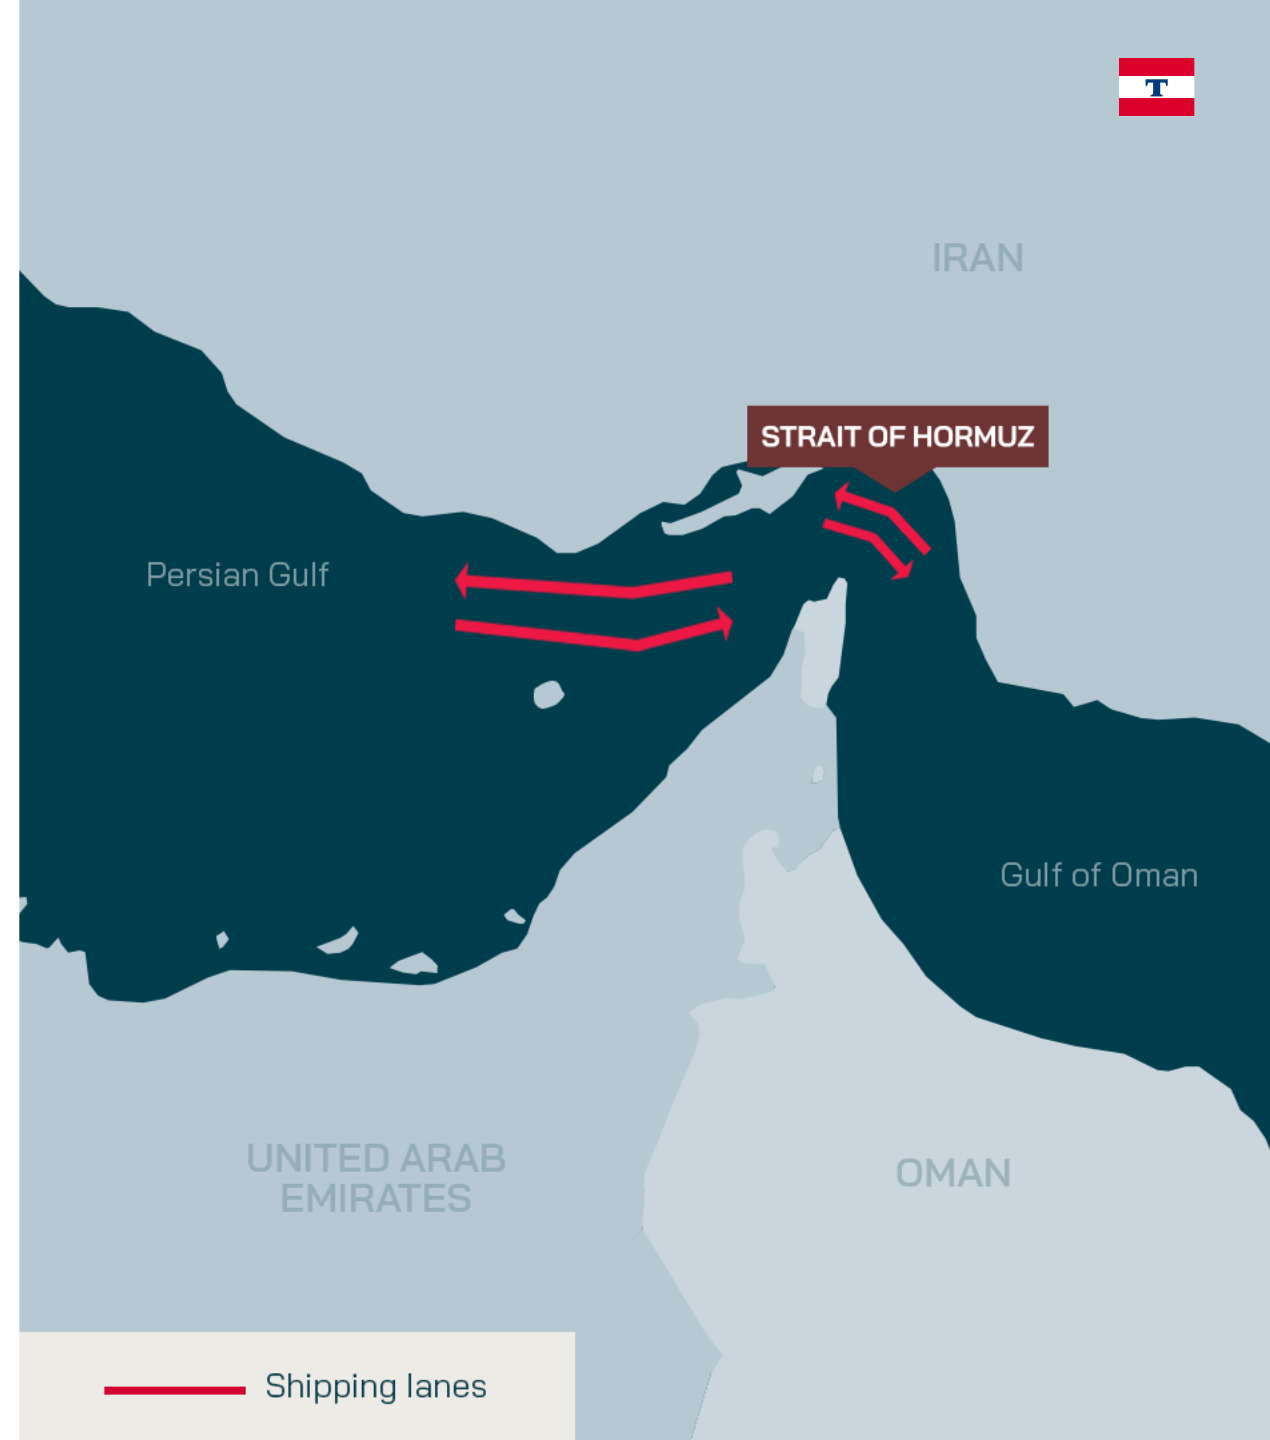 T
IRAN
STRAIT OF HORMUZ
Persian Gulf
Gulf of Oman
UNITED ARAB
EMIRATES
OMAN
Shipping lanes